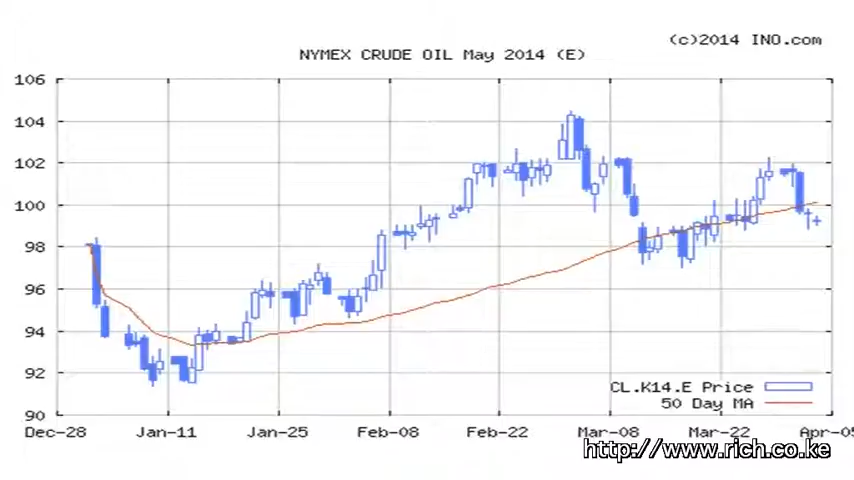 (c)2014 INO.com
NYMEX CRUDE OIL May 2014 (E)
106
104
102
100
98
96
94
92
90
CL.K14.E Price
50 Day MA
Dec-28 Jan-11 Jan-25 Feb-08 Feb-22 Mar-08 Mar-22 Apr-05
http://www.rich.co.ke